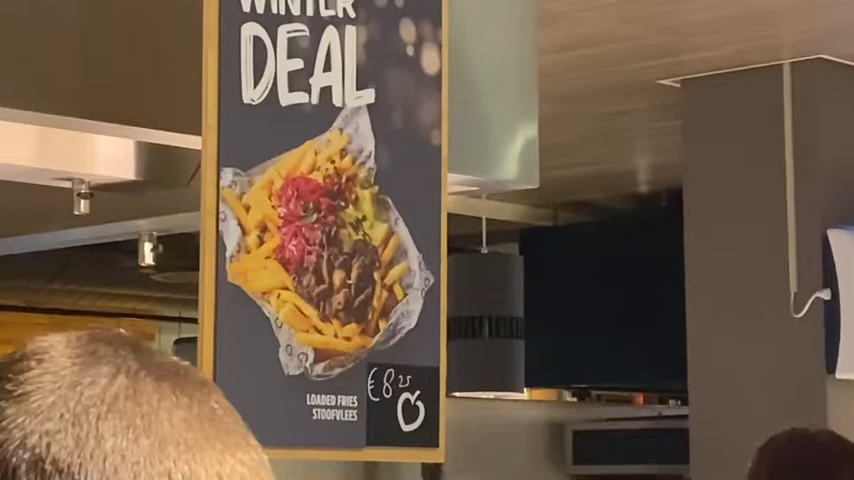 WINTER
DEAL
LOADED FRIES
STOOFVLEES
€8,25